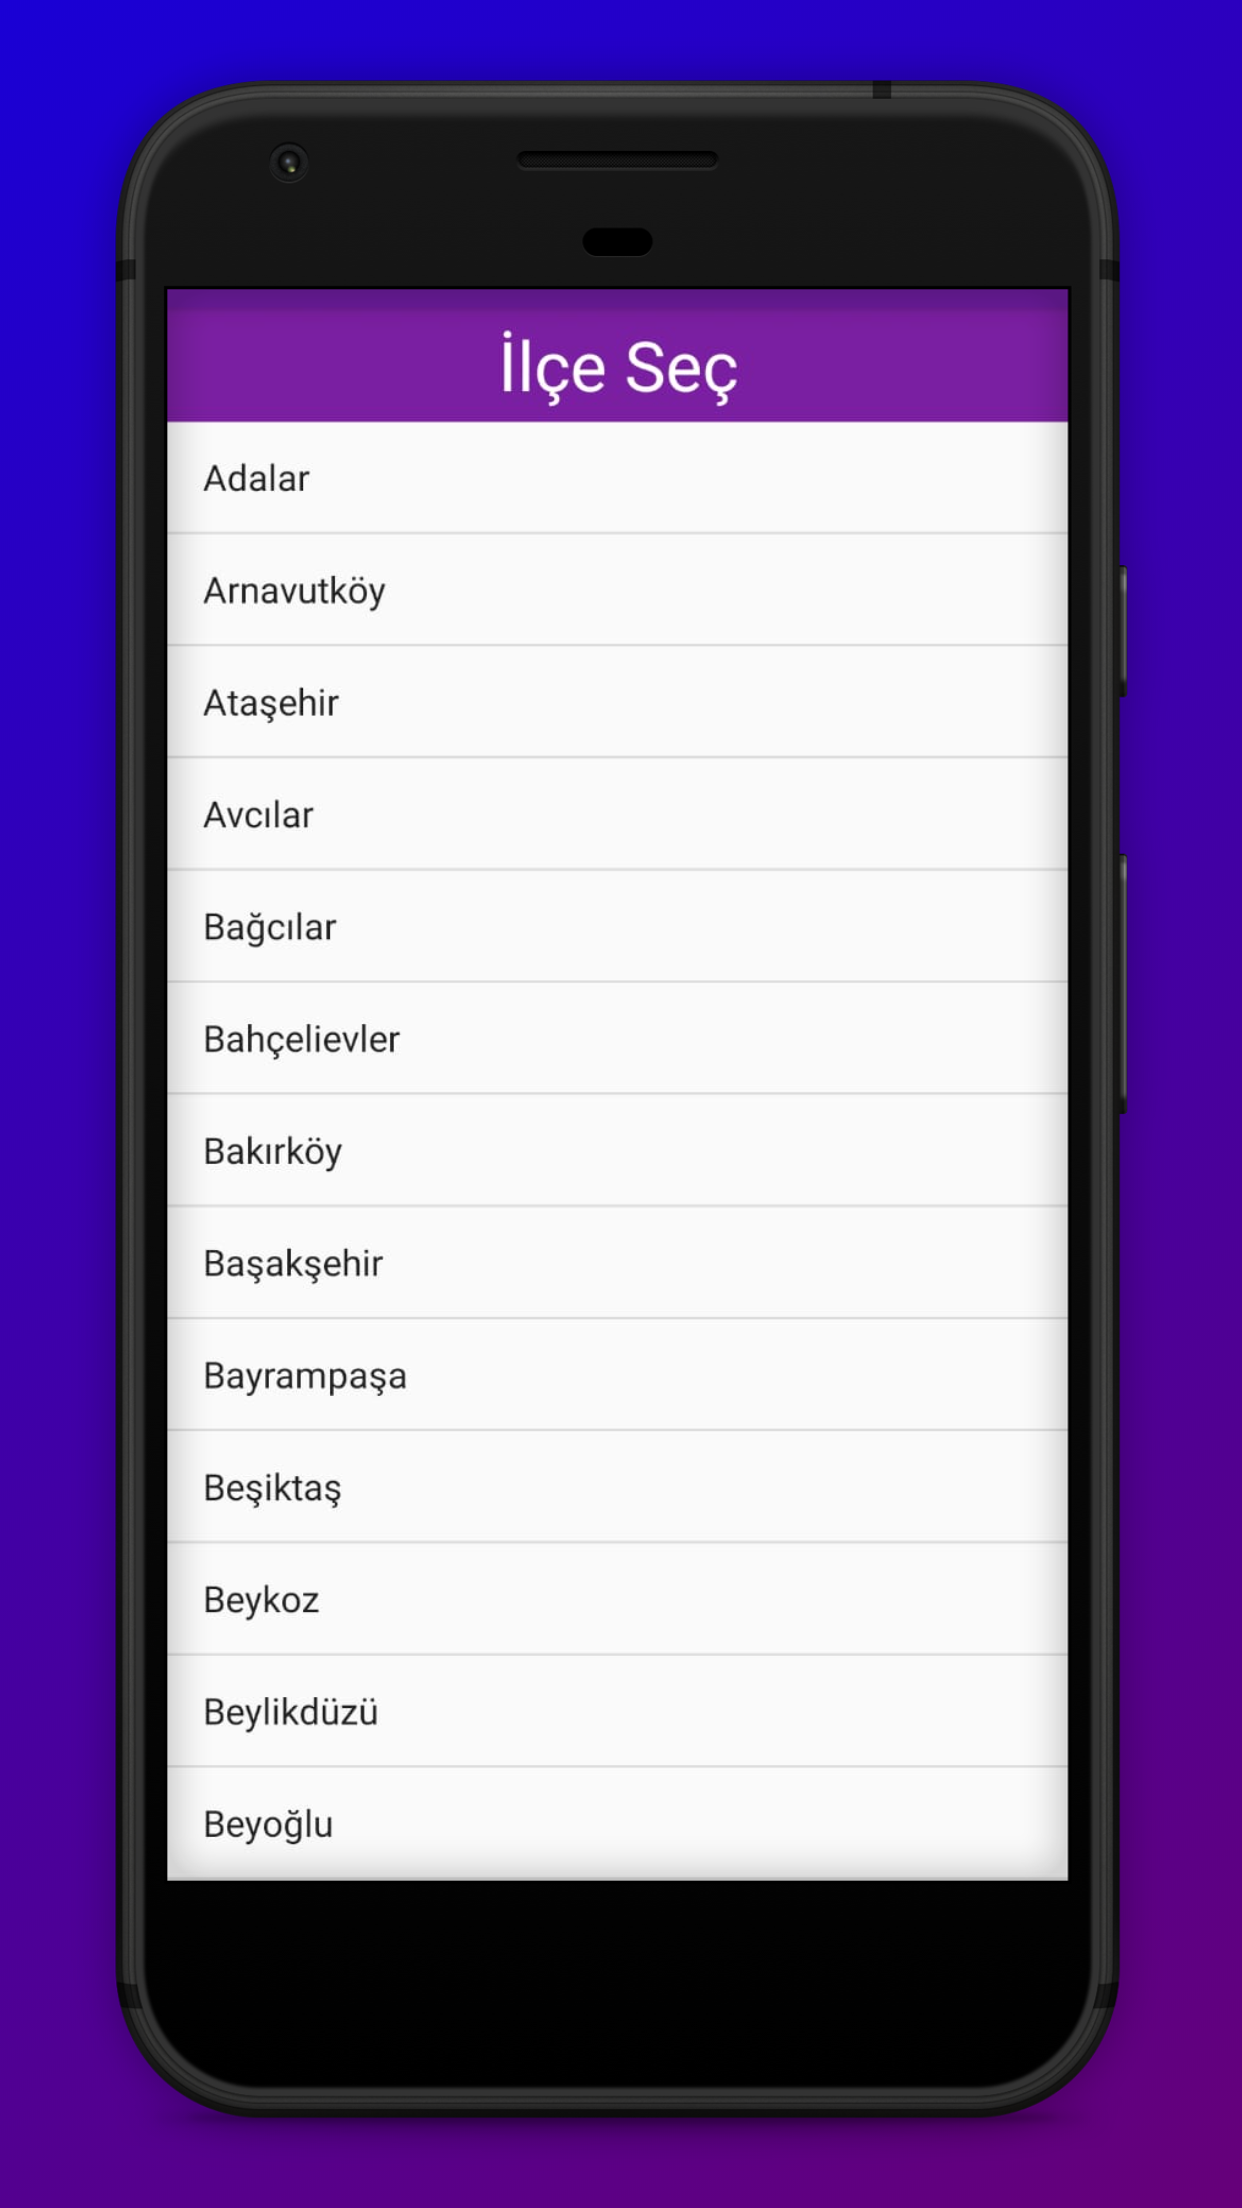 İlçe Seç
Adalar
Arnavutköy
Ataşehir
Avcılar
Bağcılar
Bahçelievler
Bakırköy
Başakşehir
Bayrampaşa
Beşiktaş
Beykoz
Beylikdüzü
Beyoğlu